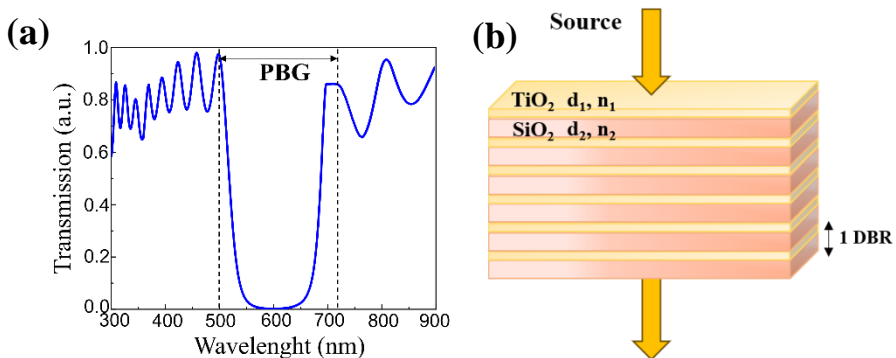 (a)
PBG
Transmission (a.u.)
1.0
0.8
0.6
0.4
0.2
0.0
300 400 500 600 700 800 900
Wavelenght (nm)
(b)
Source
TiO₂ d₁, n₁
SiO₂ d₂, n₂
1 DBR